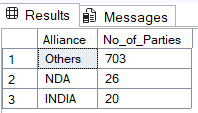 Results Messages
Alliance No_of_Parties
1 Others 703
2 NDA 26
3 INDIA 20